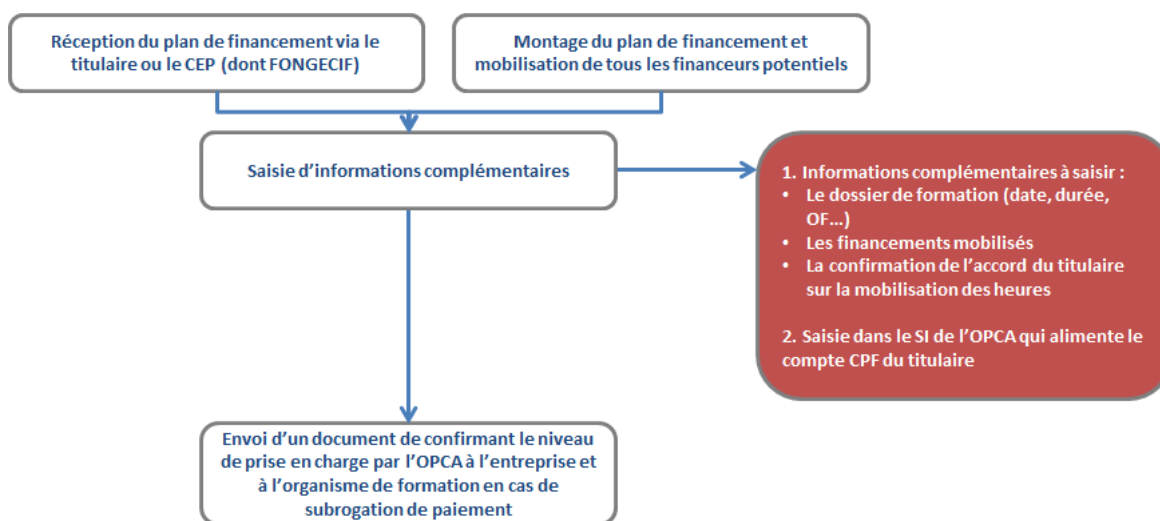 Réception du plan de financement via le
titulaire ou le CEP (dont FONGECIF)
Montage du plan de financement et
mobilisation de tous les financeurs potentiels
Saisie d’informations complémentaires
1. Informations complémentaires à saisir :
• Le dossier de formation (date, durée,
OF…)
• Les financements mobilisés
• La confirmation de l’accord du titulaire
sur la mobilisation des heures
2. Saisie dans le SI de l’OPCA qui alimente le
compte CPF du titulaire
Envoi d’un document de confirmant le niveau
de prise en charge par l’OPCA à l’entreprise et
à l’organisme de formation en cas de
subrogation de paiement